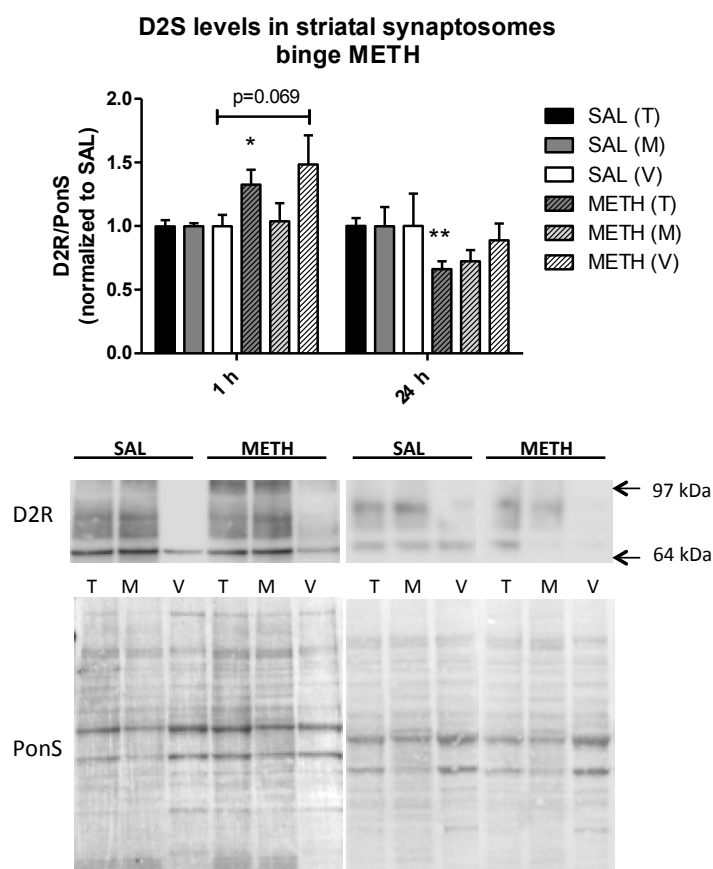 D2S levels in striatal synaptosomes
binge METH
D2R/PonS
(normalized to SAL)
2.0
1.5
1.0
0.5
0.0
p=0.069
*
**
1 h
24 h
SAL (T)
SAL (M)
SAL (V)
METH (T)
METH (M)
METH (V)
SAL METH SAL METH
D2R
97 kDa
64 kDa
T M V T M V T M V T M V
PonS